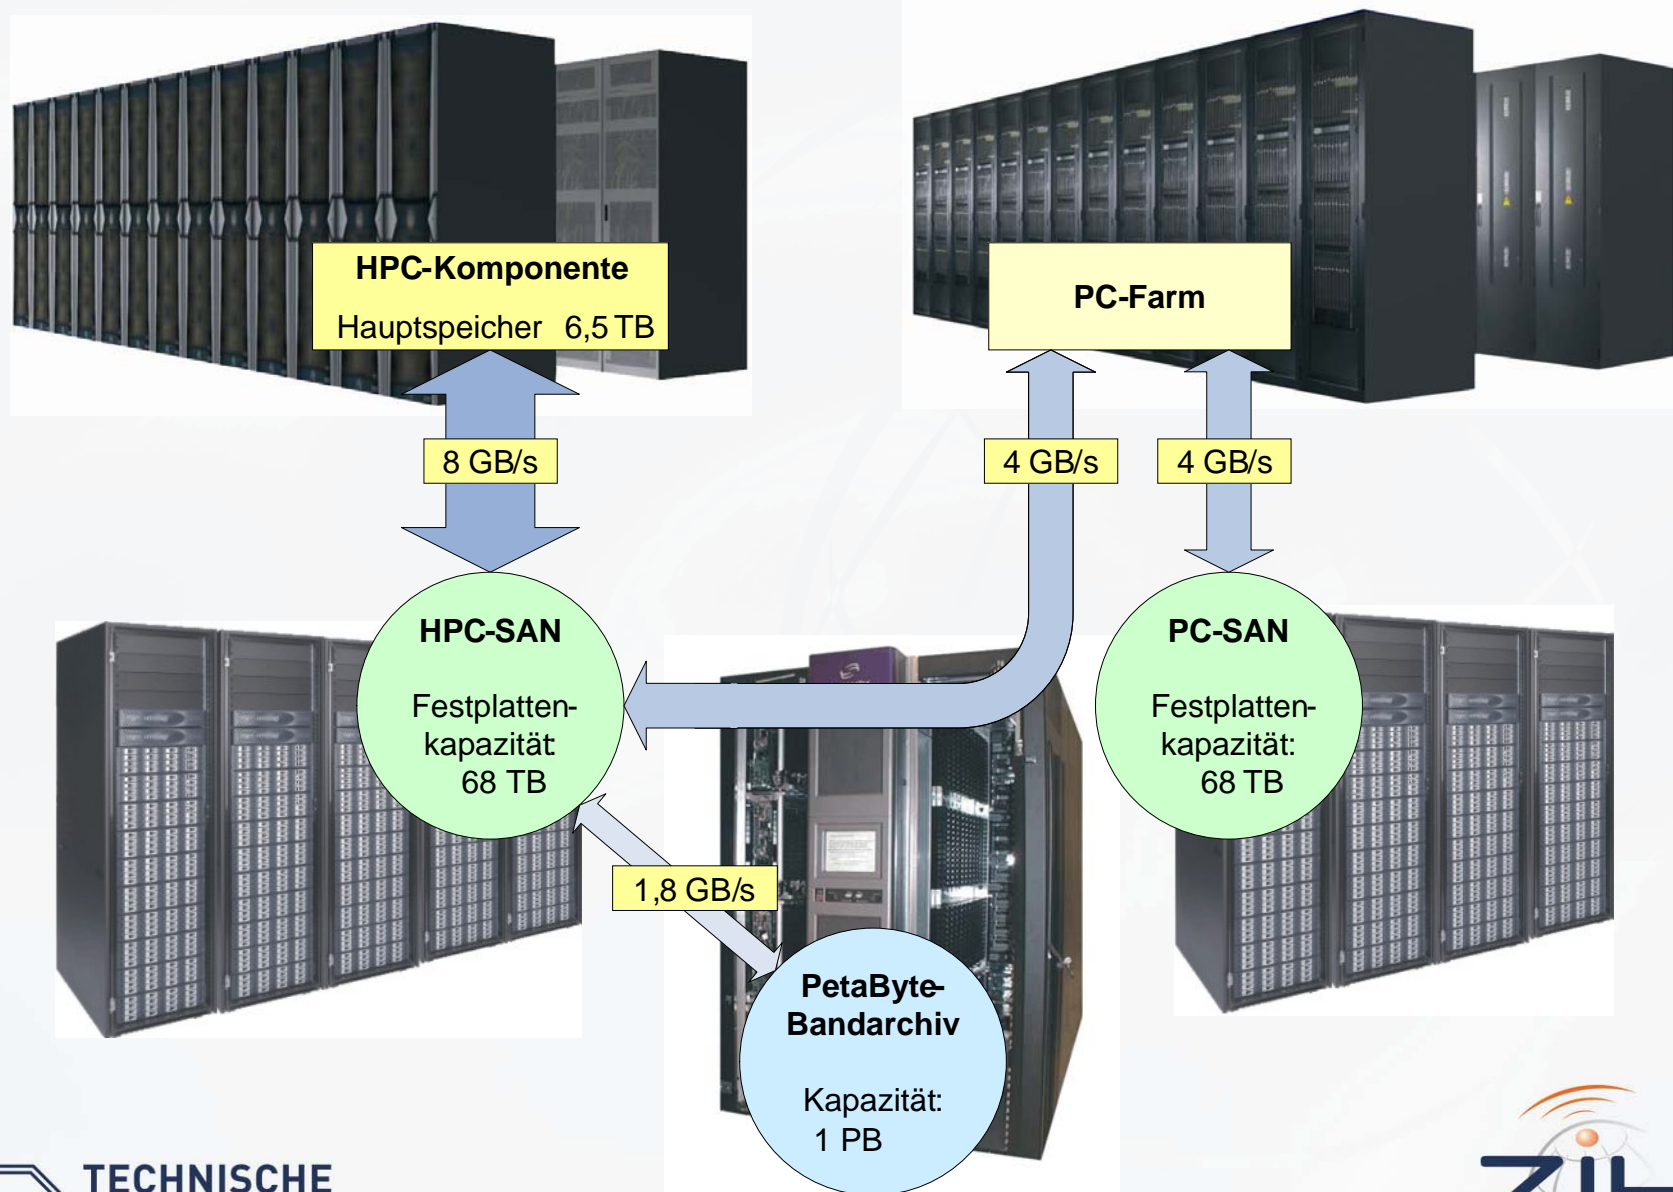 HPC-Komponente
Hauptspeicher 6,5 TB
PC-Farm
8 GB/s
4 GB/s
4 GB/s
HPC-SAN
Festplatten-
kapazität:
68 TB
PC-SAN
Festplatten-
kapazität:
68 TB
1,8 GB/s
PetaByte-
Bandarchiv
Kapazität:
1 PB
TECHNISCHE
ZIH